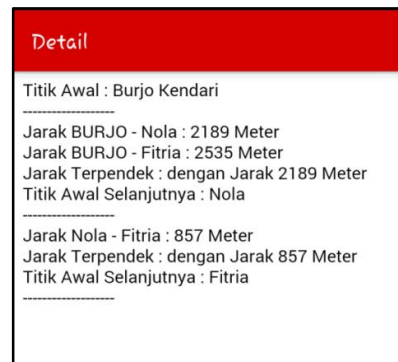 Detail
Titik Awal : Burjo Kendari
-------------------
Jarak BURJO - Nola : 2189 Meter
Jarak BURJO - Fitria : 2535 Meter
Jarak Terpendek : dengan Jarak 2189 Meter
Titik Awal Selanjutnya : Nola
-------------------
Jarak Nola - Fitria : 857 Meter
Jarak Terpendek : dengan Jarak 857 Meter
Titik Awal Selanjutnya : Fitria
-------------------